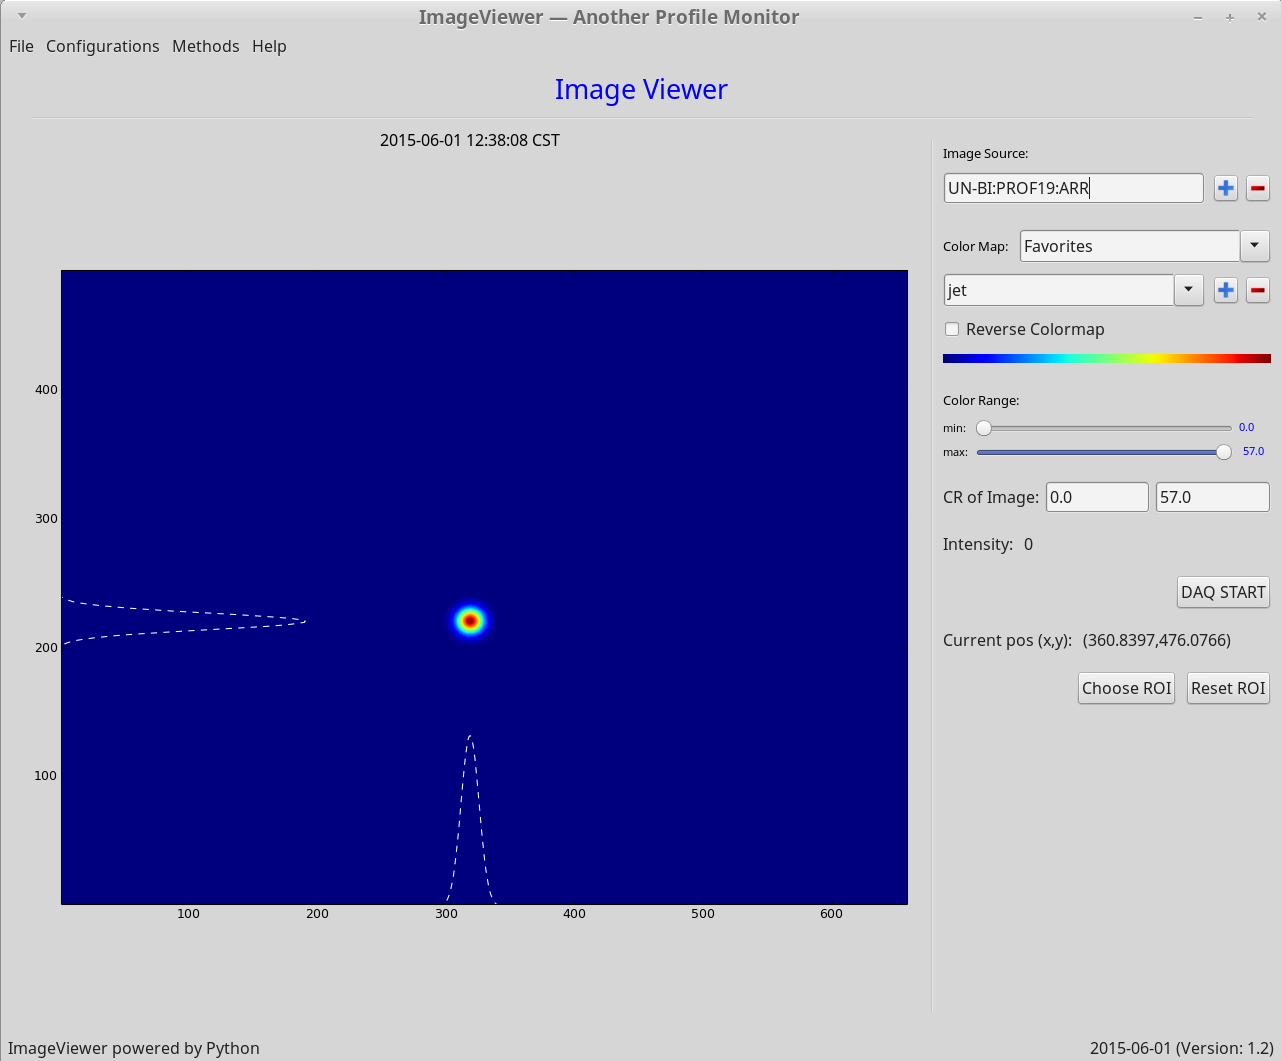 ImageViewer — Another Profile Monitor
File Configurations Methods Help
Image Viewer
2015-06-01 12:38:08 CST
400
300
200
100
100 200 300 400 500 600
Image Source:
UN-BI:PROF19:ARR
Color Map: Favorites
jet
Reverse Colormap
Color Range:
min: 0.0
max: 57.0
CR of Image: 0.0 57.0
Intensity: 0
DAQ START
Current pos (x,y): (360.8397,476.0766)
Choose ROI Reset ROI
ImageViewer powered by Python 2015-06-01 (Version: 1.2)